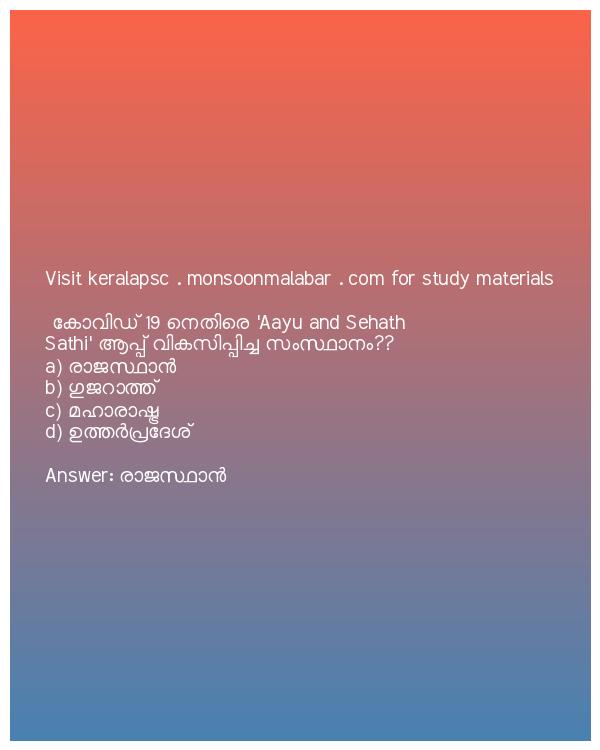 Visit keralapsc . monsoonmalabar . com for study materials
കോവിഡ് 19 നെതിരെ 'Aayu and Sehath
Sathi' ആപ്പ് വികസിപ്പിച്ച സംസ്ഥാനം??
a) രാജസ്ഥാൻ
b) ഗുജറാത്ത്
c) മഹാരാഷ്ട്ര
d) ഉത്തർപ്രദേശ്
Answer: രാജസ്ഥാൻ